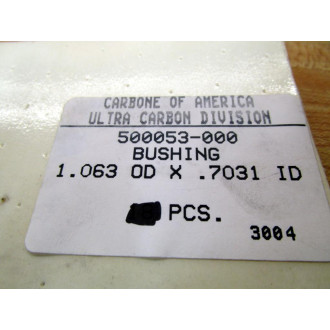 CARBONE OF AMERICA
ULTRA CARBON DIVISION
500053-000
BUSHING
1.063 OD X .7031 ID
PCS.
3004